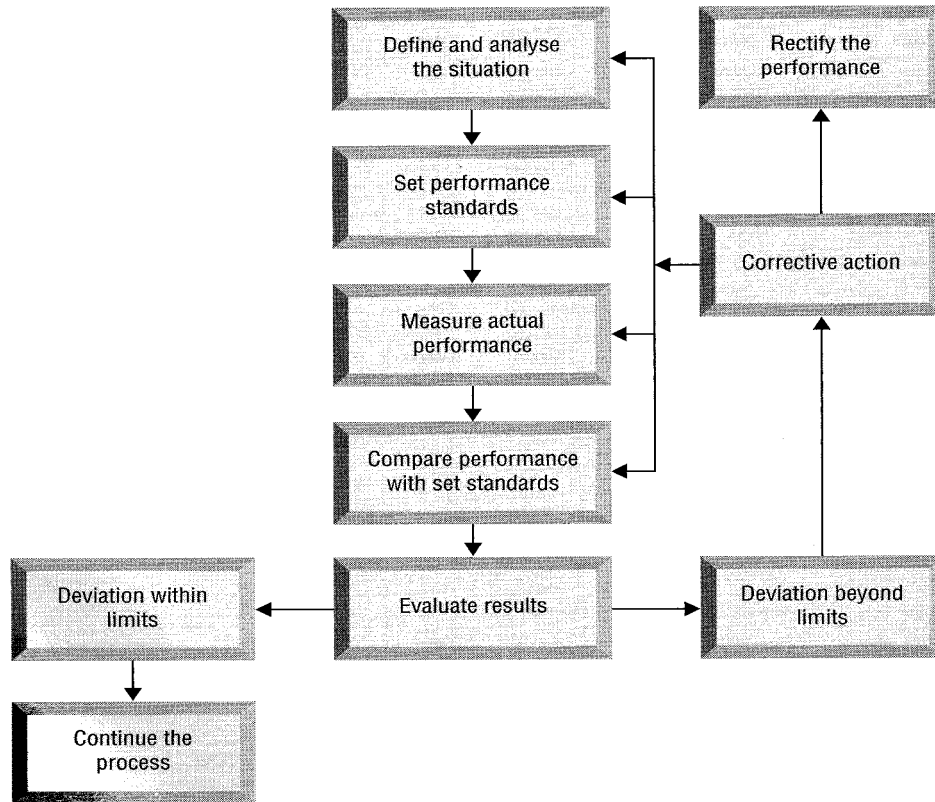 Define and analyse
the situation
Rectify the
performance
Set performance
standards
Corrective action
Measure actual
performance
Compare performance
with set standards
Deviation within
limits
Evaluate results
Deviation beyond
limits
Continue the
process